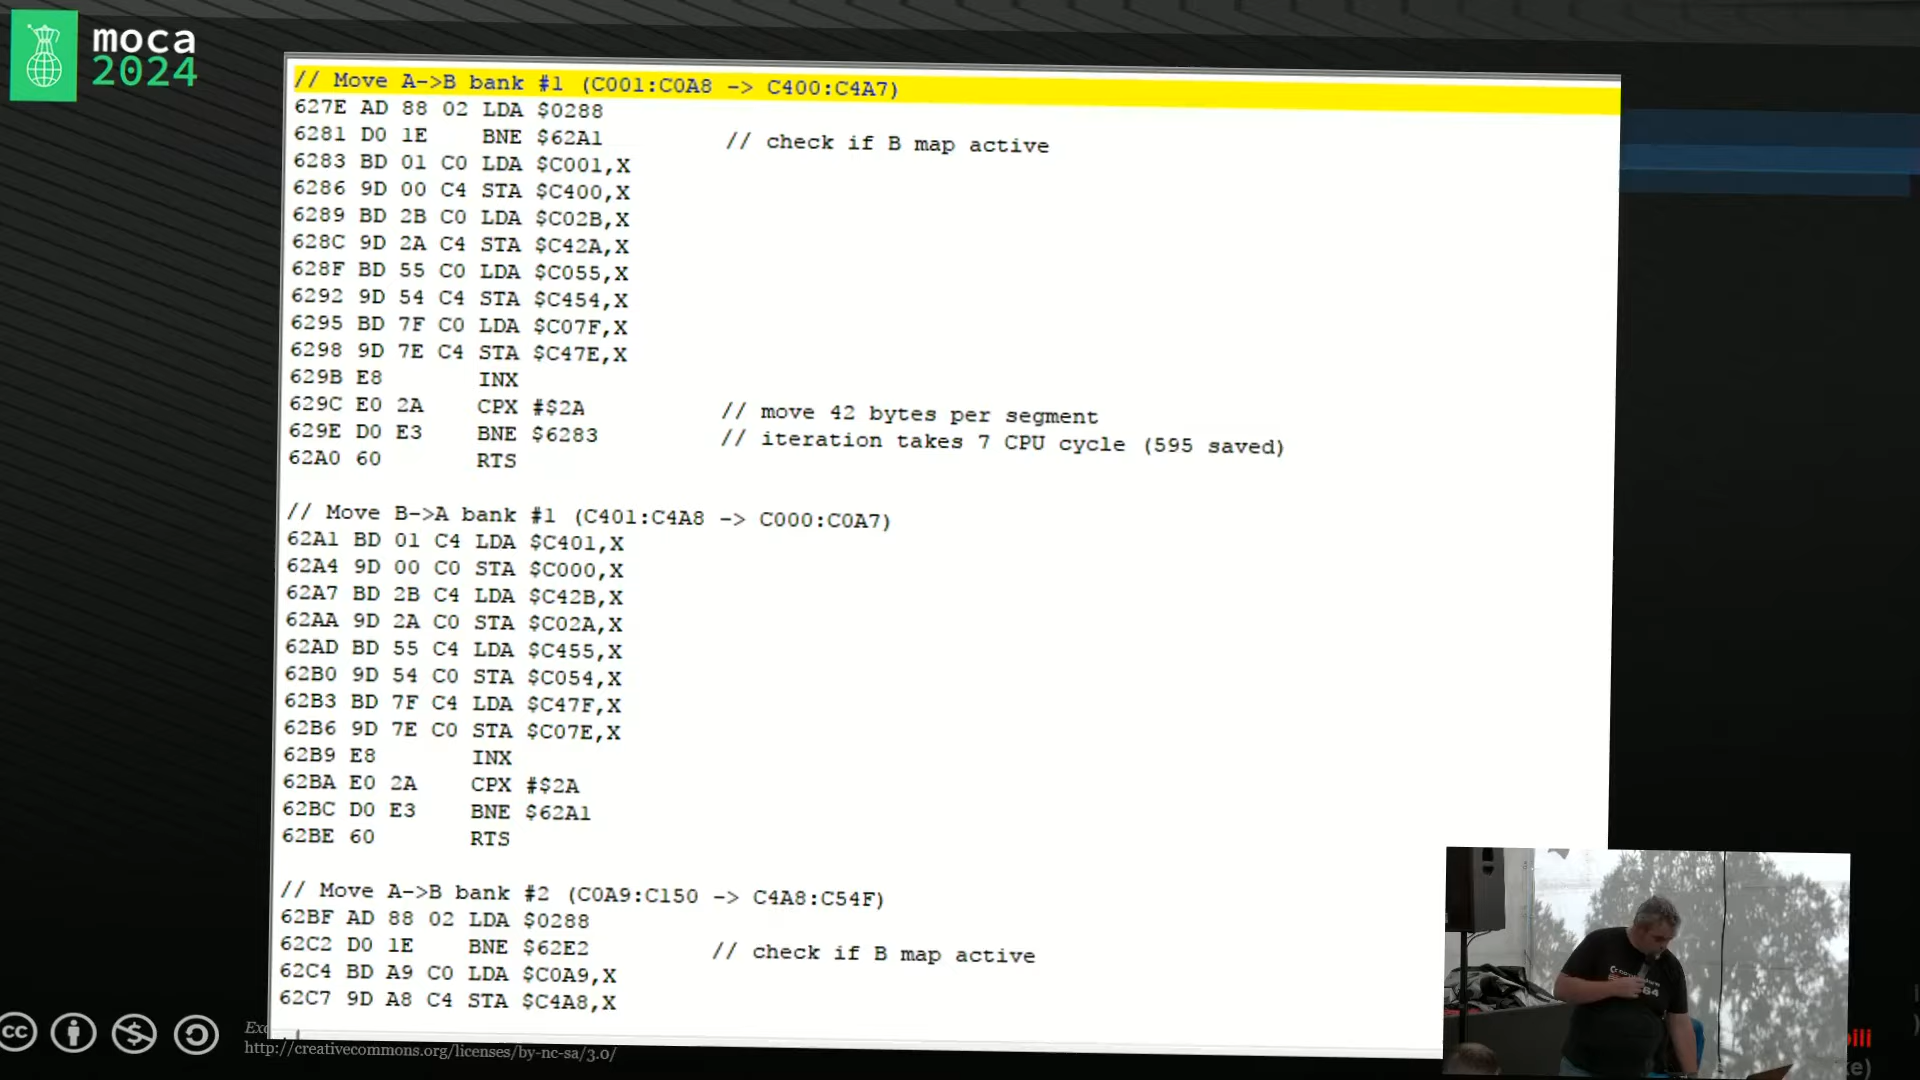 moca
2024
// Move A->B bank #1 (C001:C0A8 -> C400:C4A7)
627E AD 88 02 LDA $0288
6281 D0 1E BNE $62A1 // check if B map active
6283 BD 01 C0 LDA $C001,X
6286 9D 00 C4 STA $C400,X
6289 BD 2B C0 LDA $C02B,X
628C 9D 2A C4 STA $C42A,X
628F BD 55 C0 LDA $C055,X
6292 9D 54 C4 STA $C454,X
6295 BD 7F C0 LDA $C07F,X
6298 9D 7E C4 STA $C47E,X
629B E8 INX
629C E0 2A CPX #$2A // move 42 bytes per segment
629E D0 E3 BNE $6283 // iteration takes 7 CPU cycle (595 saved)
62A0 60 RTS
// Move B->A bank #1 (C401:C4A8 -> C000:C0A7)
62A1 BD 01 C4 LDA $C401,X
62A4 9D 00 C0 STA $C000,X
62A7 BD 2B C4 LDA $C42B,X
62AA 9D 2A C0 STA $C02A,X
62AD BD 55 C4 LDA $C455,X
62B0 9D 54 C0 STA $C054,X
62B3 BD 7F C4 LDA $C47F,X
62B6 9D 7E C0 STA $C07E,X
62B9 E8 INX
62BA E0 2A CPX #$2A
62BC D0 E3 BNE $62A1
62BE 60 RTS
// Move A->B bank #2 (C0A9:C150 -> C4A8:C54F)
62BF AD 88 02 LDA $0288
62C2 D0 1E BNE $62E2 // check if B map active
62C4 BD A9 C0 LDA $C0A9,X
62C7 9D A8 C4 STA $C4A8,X
cc
http://creativecommons.org/licenses/by-nc-sa/3.0/
64